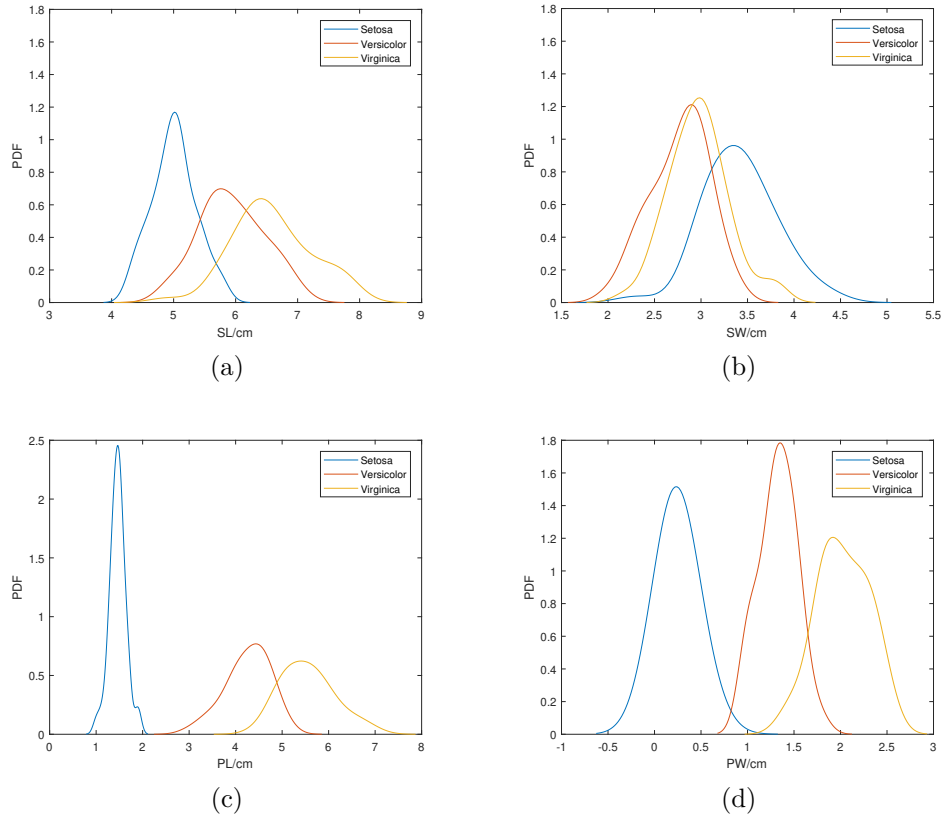 1.8
1.6
1.4
1.2
1
0.8
0.6
0.4
0.2
0
PDF
3 4 5 6 7 8 9
SL/cm
Setosa
Versicolor
Virginica
(a)
1.8
1.6
1.4
1.2
1
0.8
0.6
0.4
0.2
0
PDF
1.5 2 2.5 3 3.5 4 4.5 5 5.5
SW/cm
Setosa
Versicolor
Virginica
(b)
2.5
2
1.5
1
0.5
0
PDF
0 1 2 3 4 5 6 7 8
PL/cm
Setosa
Versicolor
Virginica
(c)
1.8
1.6
1.4
1.2
1
0.8
0.6
0.4
0.2
0
PDF
-1 -0.5 0 0.5 1 1.5 2 2.5 3
PW/cm
Setosa
Versicolor
Virginica
(d)